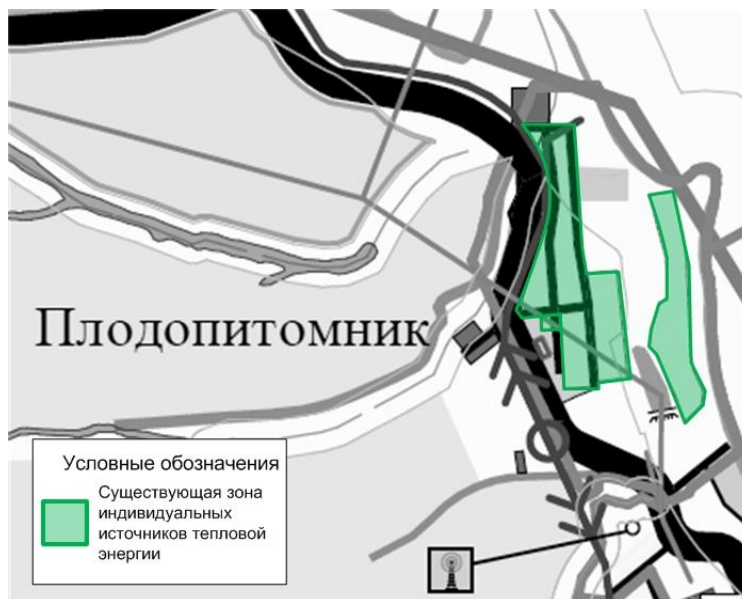 Плодопитомник
Условные обозначения
Существующая зона
индивидуальных
источников тепловой
энергии